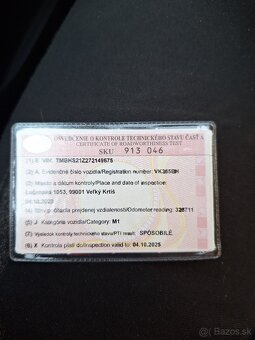 OSVEDČENIE O KONTROLE TECHNICKÉHO STAVU ČASŤ A
CERTIFICATE OF ROADWORTHINESS TEST
SKU 913 046
(1) E VIN: TMBKS21Z272149675
(2) A. Evidenčné číslo vozidla/Registration number: VK365BH
(3) Miesto a dátum kontroly/Place and date of inspection:
1053, 99001 Veľký Krtíš
04.10.2023
(4) Stav počítadla prejdenej vzdialenosti/Odometer reading:
(5) J Kategória vozidla/Category: M1
(7) Výsledok kontroly technického stavu/PTI result: SPÔSOBILÉ
(6) X Kontrola platí do/Inspection valid to: 04.10.2025
Bazos.sk